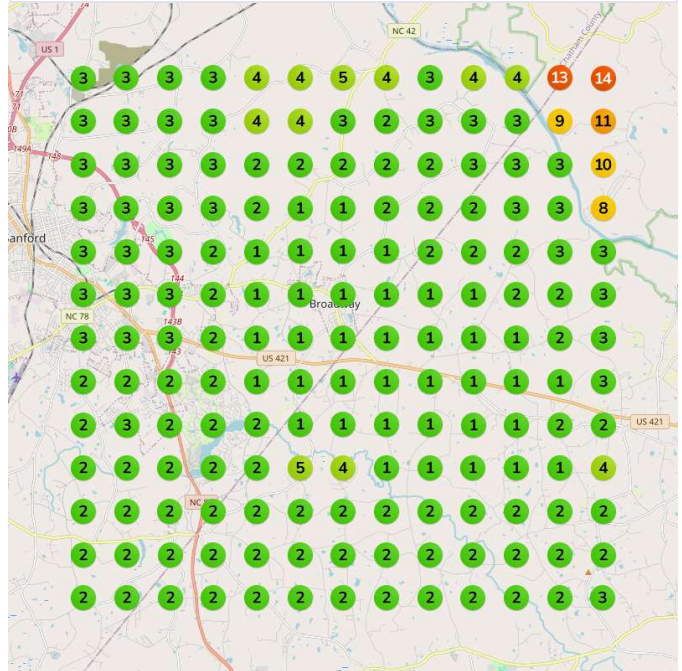 NC 42
US 1
Chatham County
3 3 3 3 4 4 5 4 3 4 4 13 14
71
70B
3 3 3 3 4 4 3 2 3 3 3 9 11
149A 148
3 3 3 3 2 2 2 2 2 3 3 3 10
3 3 3 3 2 1 1 2 2 2 3 3 8
anford
145
3 3 3 2 1 1 1 1 2 2 2 3 3
144
3 3 3 2 1 1 1 1 1 1 2 2 3
Broadway
NC 78
143B
3 3 3 2 1 1 1 1 1 1 1 2 3
143
US 421
2 2 2 2 1 1 1 1 1 1 1 1 3
2 3 2 2 2 1 1 1 1 1 1 2 2
US 421
2 2 2 2 2 5 4 1 1 1 1 1 4
NC
2 2 2 2 2 2 2 2 2 2 2 2 2
2 2 2 2 2 2 2 2 2 2 2 2 2
2 2 2 2 2 2 2 2 2 2 2 2 3